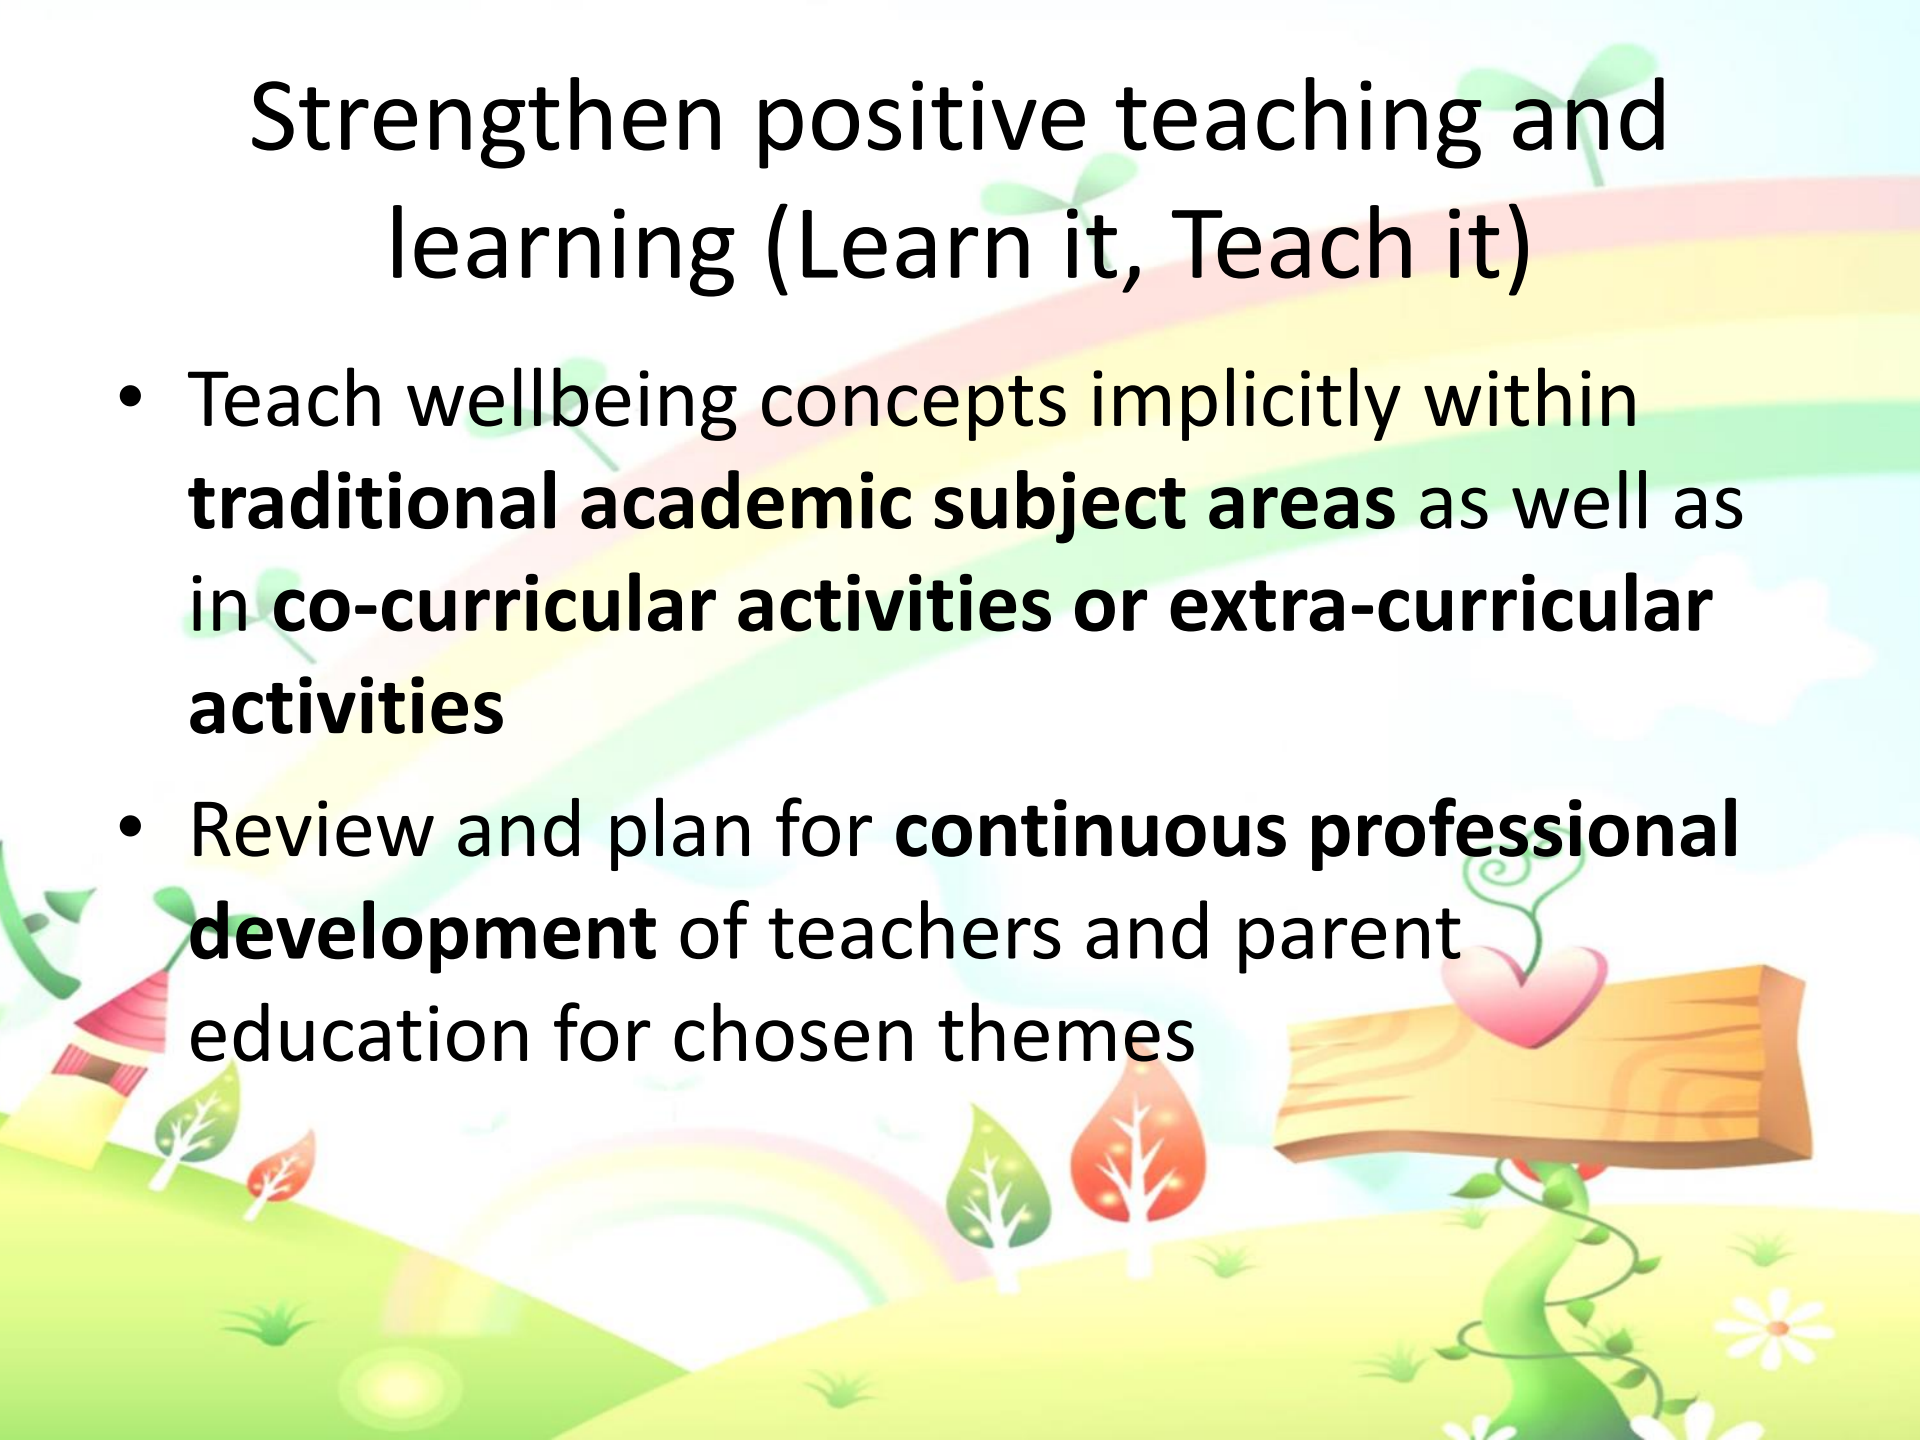 Strengthen positive teaching and
learning (Learn it, Teach it)
• Teach wellbeing concepts implicitly within
traditional academic subject areas as well as
in co-curricular activities or extra-curricular
activities
• Review and plan for continuous professional
development of teachers and parent
education for chosen themes